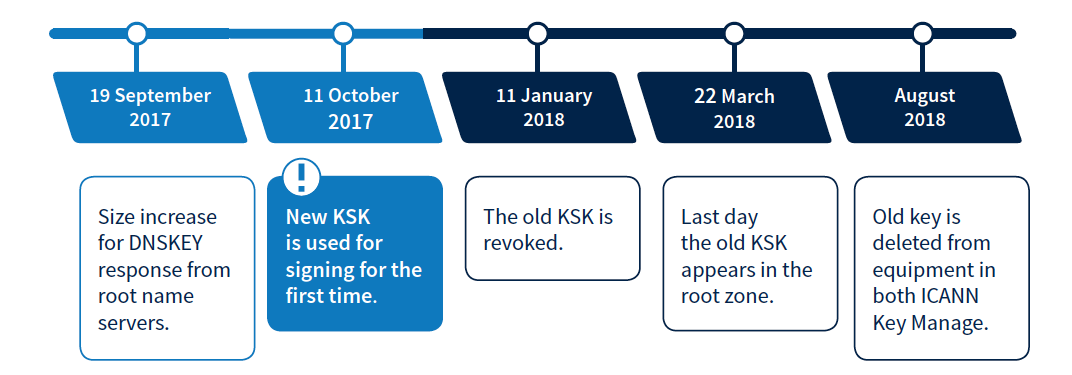 19 September
2017
11 October
2017
11 January
2018
22 March
2018
August
2018
Size increase
for DNSKEY
response from
root name
servers.
!
New KSK
is used for
signing for the
first time.
The old KSK is
revoked.
Last day
the old KSK
appears in the
root zone.
Old key is
deleted from
equipment in
both ICANN
Key Manage.